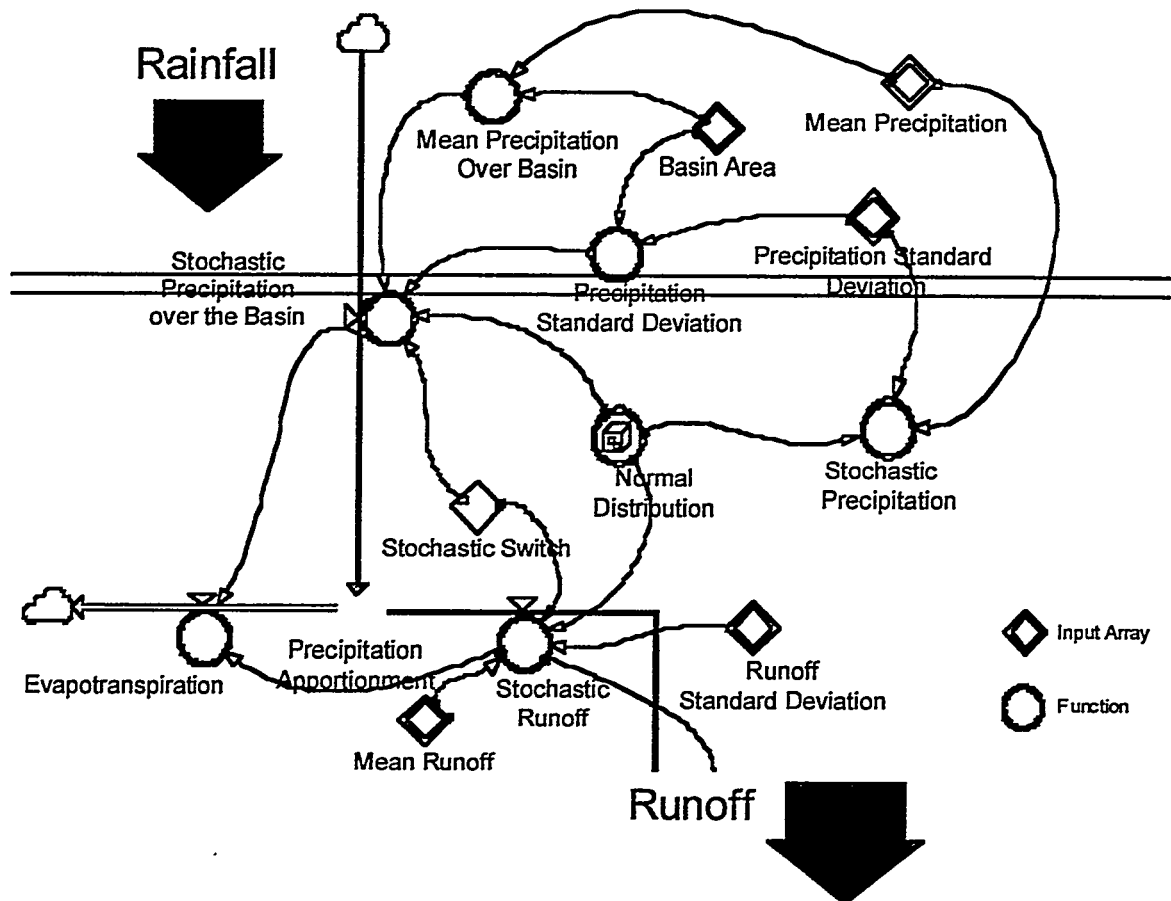 Rainfall
Mean Precipitation
Over Basin
Basin Area
Mean Precipitation
Stochastic
Precipitation
over the Basin
Precipitation
Standard Deviation
Precipitation Standard
Deviation
Normal
Distribution
Stochastic
Precipitation
Stochastic Switch
Evapotranspiration
Precipitation
Apportionment
Stochastic
Runoff
Mean Runoff
Runoff
Standard Deviation
Input Array
Function
Runoff